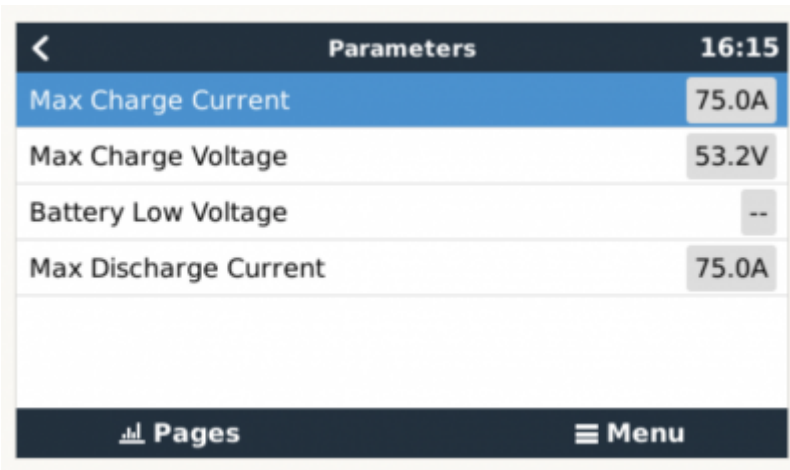 Parameters 16:15
Max Charge Current 75.0A
Max Charge Voltage 53.2V
Battery Low Voltage --
Max Discharge Current 75.0A
Pages Menu